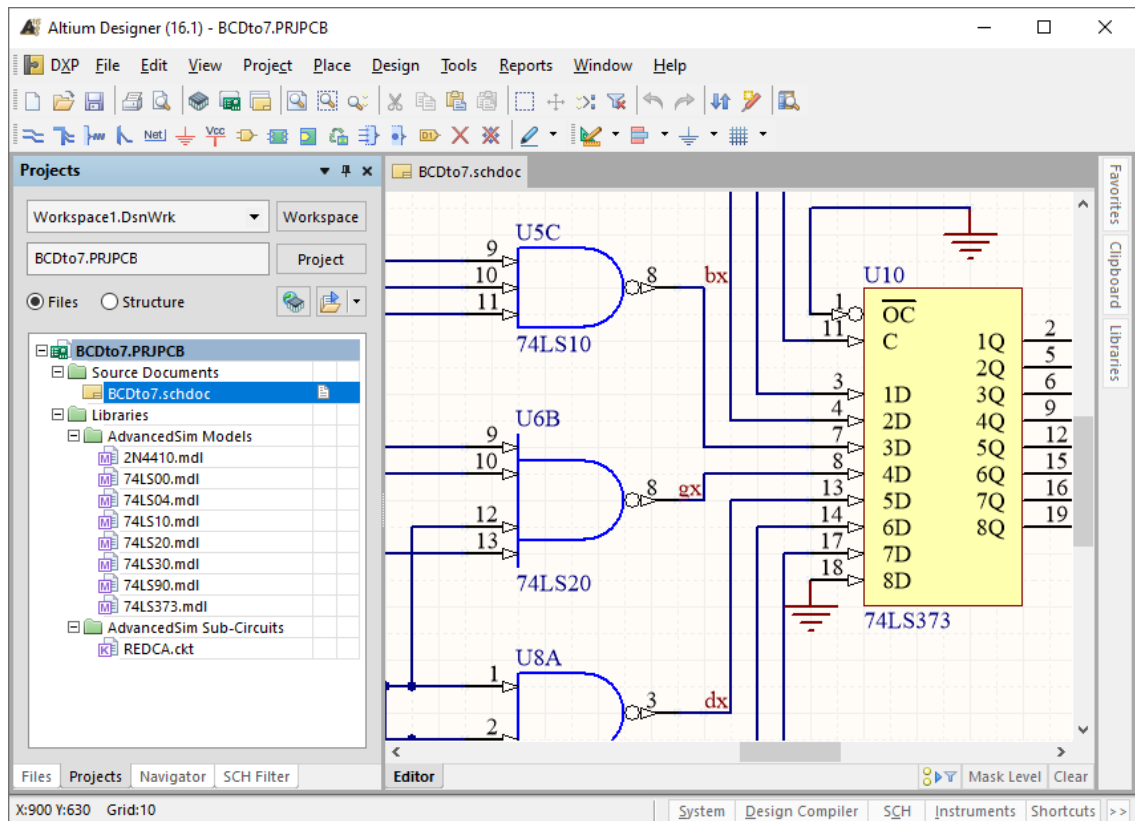 Altium Designer (16.1) - BCDto7.PRJPCB
DXP File Edit View Project Place Design Tools Reports Window Help
Net
Vcc
D1
Projects
BCDto7.schdoc
Workspace1.DsnWrk Workspace
BCDto7.PRJPCB Project
Files Structure
BCDto7.PRJPCB
Source Documents
BCDto7.schdoc
Libraries
AdvancedSim Models
2N4410.mdl
74LS00.mdl
74LS04.mdl
74LS10.mdl
74LS20.mdl
74LS30.mdl
74LS90.mdl
74LS373.mdl
AdvancedSim Sub-Circuits
REDCA.ckt
Files Projects Navigator SCH Filter
U5C
9
10
11
8 bx
74LS10
U6B
9
10
12
13
8 gx
74LS20
U8A
1
2
3 dx
U10
1 OC
11 C
3 1D
4 2D
7 3D
8 4D
13 5D
14 6D
17 7D
18 8D
1Q 2
2Q 5
3Q 6
4Q 9
5Q 12
6Q 15
7Q 16
8Q 19
74LS373
Favorites
Clipboard
Libraries
Editor Mask Level Clear
X:900 Y:630 Grid:10 System Design Compiler SCH Instruments Shortcuts >>